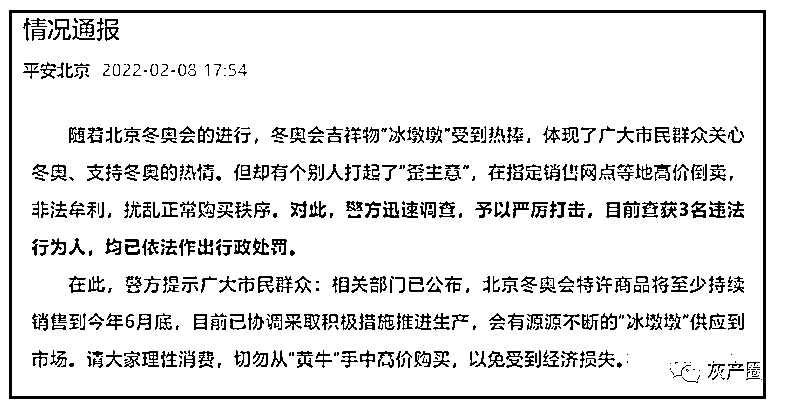 情况通报
平安北京 2022-02-08 17:54
随着北京冬奥会的进行，冬奥会吉祥物“冰墩墩”受到热捧，体现了广大市民群众关心
冬奥、支持冬奥的热情。但却有个别人打起了“歪主意”，在指定销售网点等地高价倒卖，
非法牟利，扰乱正常购买秩序。对此，警方迅速调查，予以严厉打击，目前查获3名违法
行为人，均已依法作出行政处罚。
在此，警方提示广大市民群众：相关部门已公布，北京冬奥会特许商品将至少持续
销售到今年6月底，目前已协调采取积极措施推进生产，会有源源不断的“冰墩墩”供应到
市场。请大家理性消费，切勿从“黄牛”手中高价购买，以免受到经济损失。
灰产圈